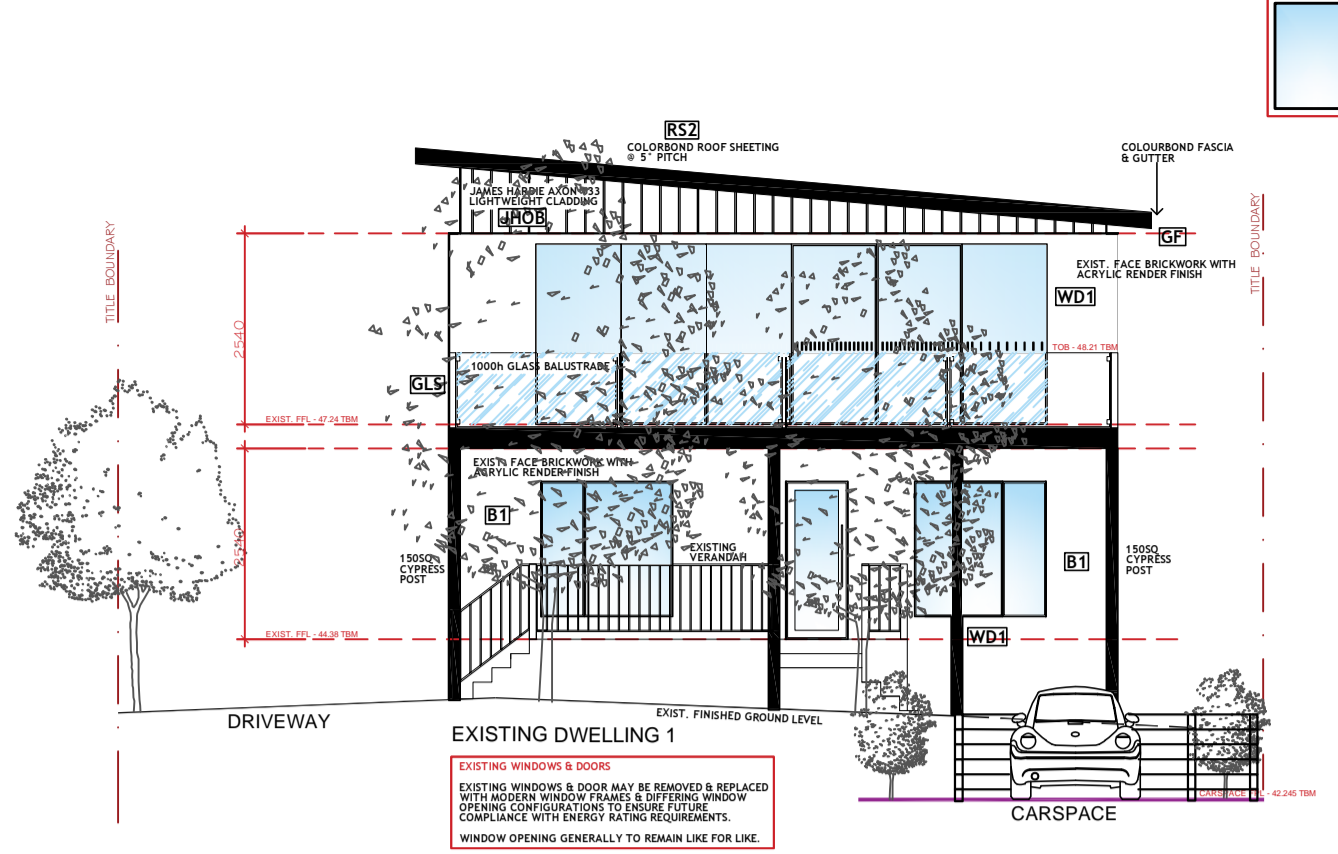 RS2
COLORBOND ROOF SHEETING
@ 5° PITCH
COLOURBOND FASCIA
& GUTTER
JAMES HARDIE AXON 133
LIGHTWEIGHT CLADDING
JHOB
GF
TITLE BOUNDARY
TITLE BOUNDARY
EXIST. FACE BRICKWORK WITH
ACRYLIC RENDER FINISH
WD1
2540
TOB - 48.21 TBM
1000h GLASS BALUSTRADE
GLS
EXIST. FFL - 47.24 TBM
EXIST. FACE BRICKWORK WITH
ACRYLIC RENDER FINISH
B1
2540
150SQ
CYPRESS
POST
EXISTING
VERANDAH
B1
150SQ
CYPRESS
POST
EXIST. FFL - 44.38 TBM
WD1
DRIVEWAY
EXIST. FINISHED GROUND LEVEL
EXISTING DWELLING 1
EXISTING WINDOWS & DOORS
EXISTING WINDOWS & DOOR MAY BE REMOVED & REPLACED
WITH MODERN WINDOW FRAMES & DIFFERING WINDOW
OPENING CONFIGURATIONS TO ENSURE FUTURE
COMPLIANCE WITH ENERGY RATING REQUIREMENTS.
WINDOW OPENING GENERALLY TO REMAIN LIKE FOR LIKE.
CARSPACE FFL - 42.245 TBM
CARSPACE